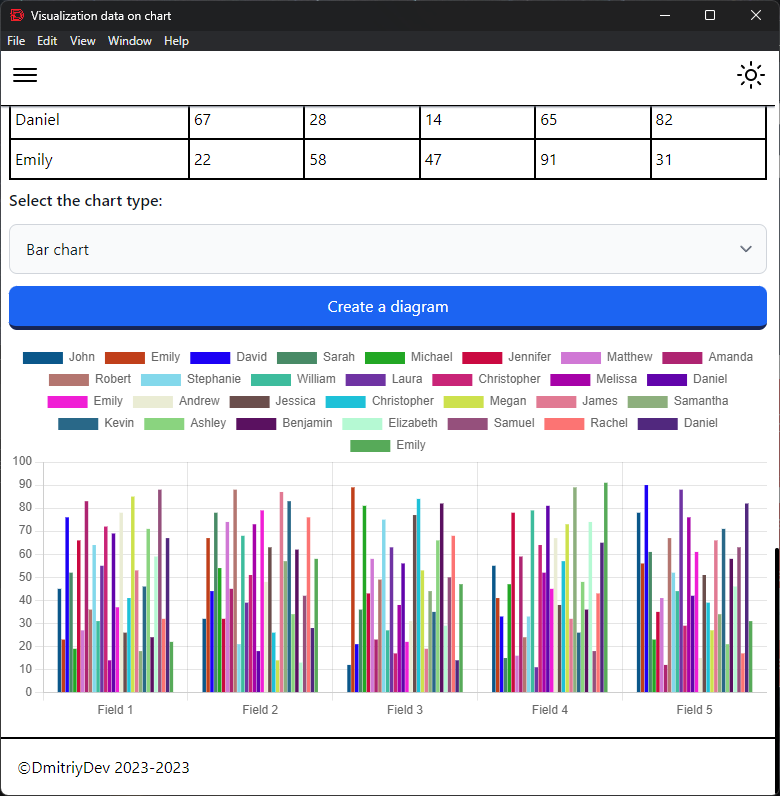 Visualization data on chart
File Edit View Window Help
Daniel 67 28 14 65 82
Emily 22 58 47 91 31
Select the chart type:
Bar chart
Create a diagram
John Emily David Sarah Michael Jennifer Matthew Amanda
Robert Stephanie William Laura Christopher Melissa Daniel
Emily Andrew Jessica Christopher Megan James Samantha
Kevin Ashley Benjamin Elizabeth Samuel Rachel Daniel
Emily
100
90
80
70
60
50
40
30
20
10
0
Field 1 Field 2 Field 3 Field 4 Field 5
©DmitriyDev 2023-2023